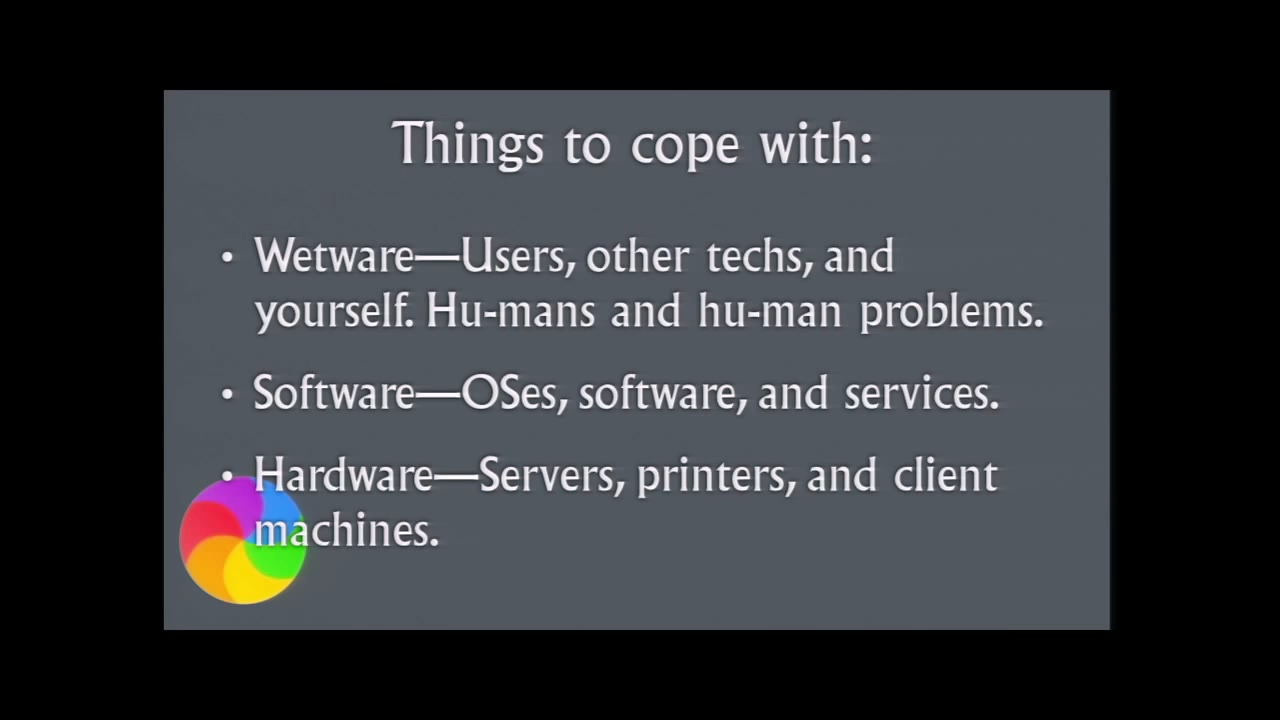 Things to cope with:
• Wetware—Users, other techs, and
yourself. Hu-mans and hu-man problems.
• Software—OSes, software, and services.
• Hardware—Servers, printers, and client
machines.